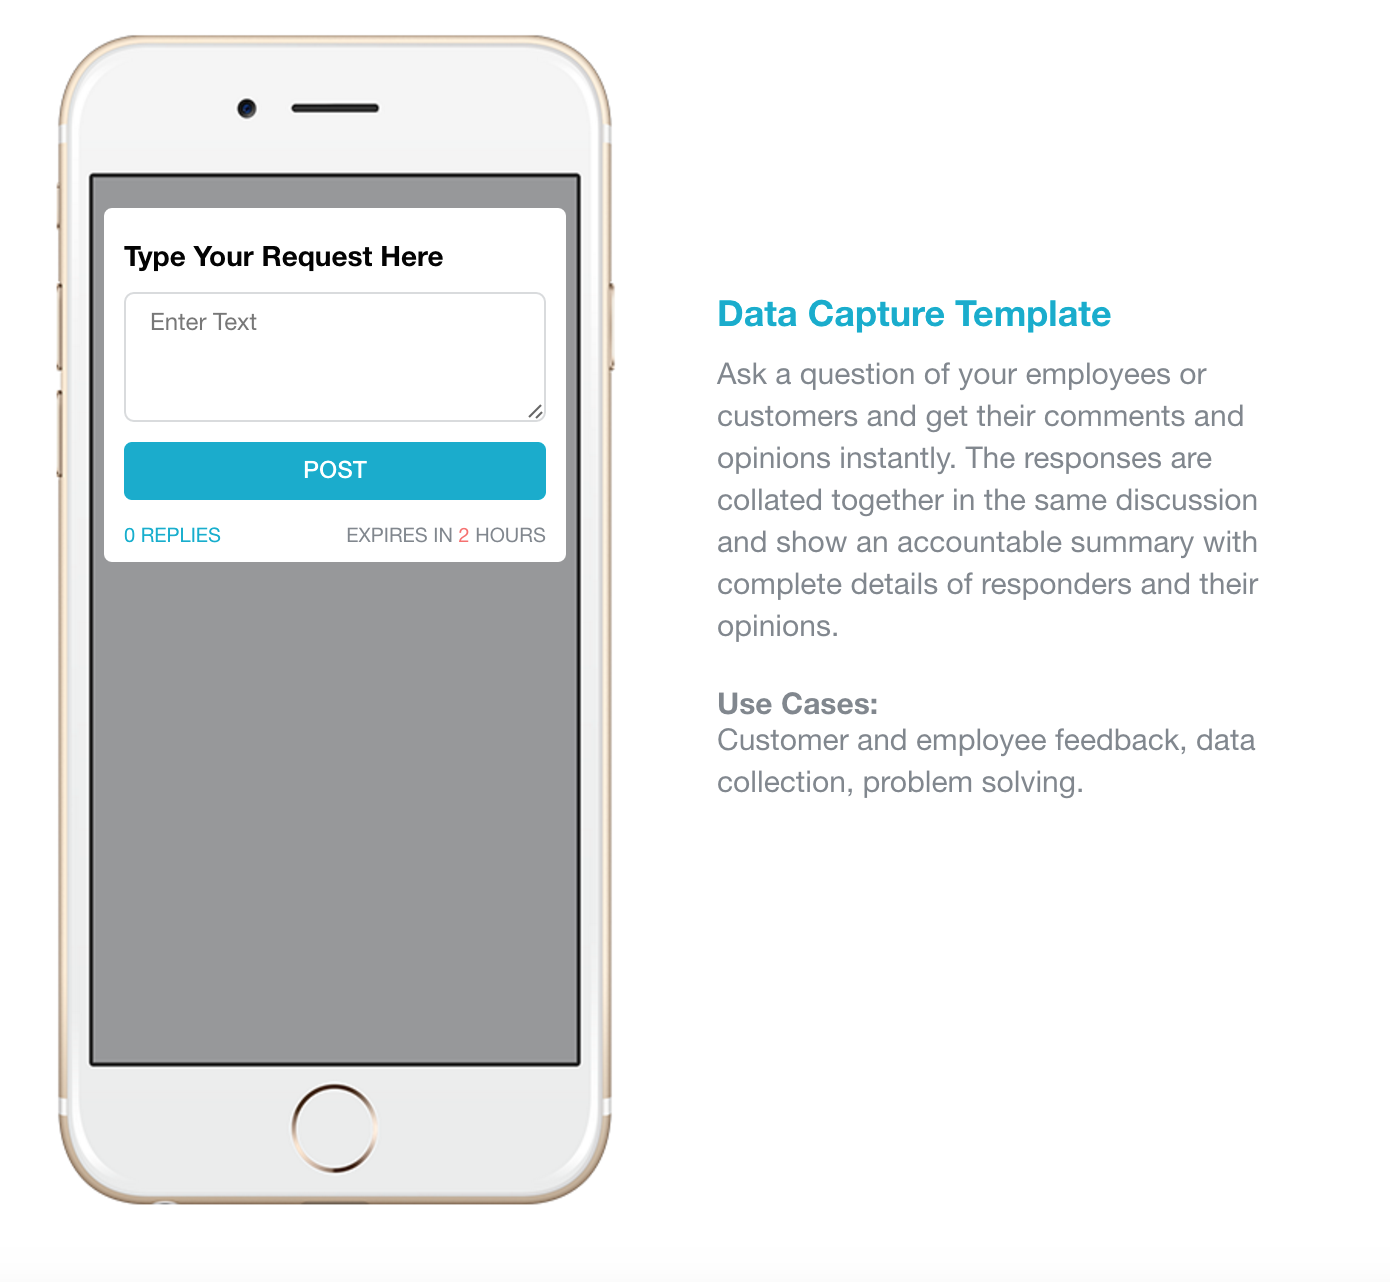 Type Your Request Here
Enter Text
POST
0 REPLIES
EXPIRES IN 2 HOURS
Data Capture Template
Ask a question of your employees or
customers and get their comments and
opinions instantly. The responses are
collated together in the same discussion
and show an accountable summary with
complete details of responders and their
opinions.
Use Cases:
Customer and employee feedback, data
collection, problem solving.